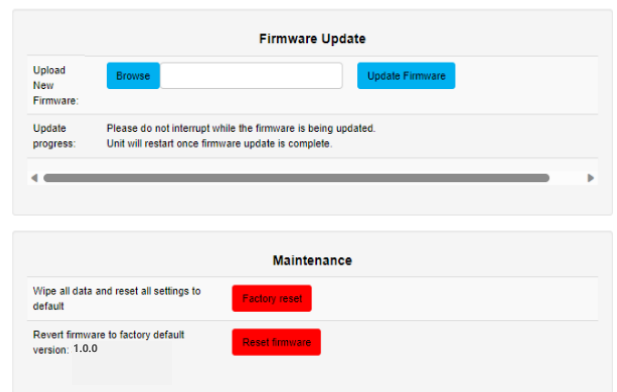 Firmware Update
Upload
New
Firmware:
Browse
Update Firmware
Update
progress:
Please do not interrupt while the firmware is being updated.
Unit will restart once firmware update is complete.
Maintenance
Wipe all data and reset all settings to
default
Factory reset
Revert firmware to factory default
version: 1.0.0
Reset firmware